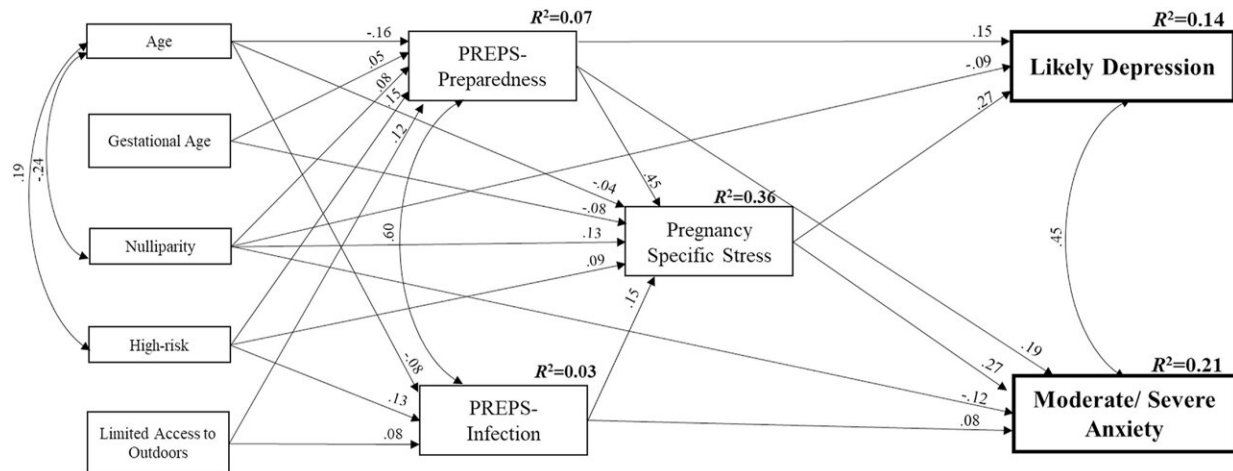 R²=0.07
R²=0.14
Age
-.16
PREPS-
Preparedness
.15
Likely Depression
.05
.08
.15
.12
-.09
.27
Gestational Age
.19
-.24
.45
-.04
-.08
R²=0.36
Pregnancy
Specific Stress
.60
.45
Nulliparity
.13
.09
.15
High-risk
-.08
.13
R²=0.03
.19
.27
-.12
R²=0.21
PREPS-
Infection
Moderate/ Severe
Anxiety
Limited Access to
Outdoors
.08
.08